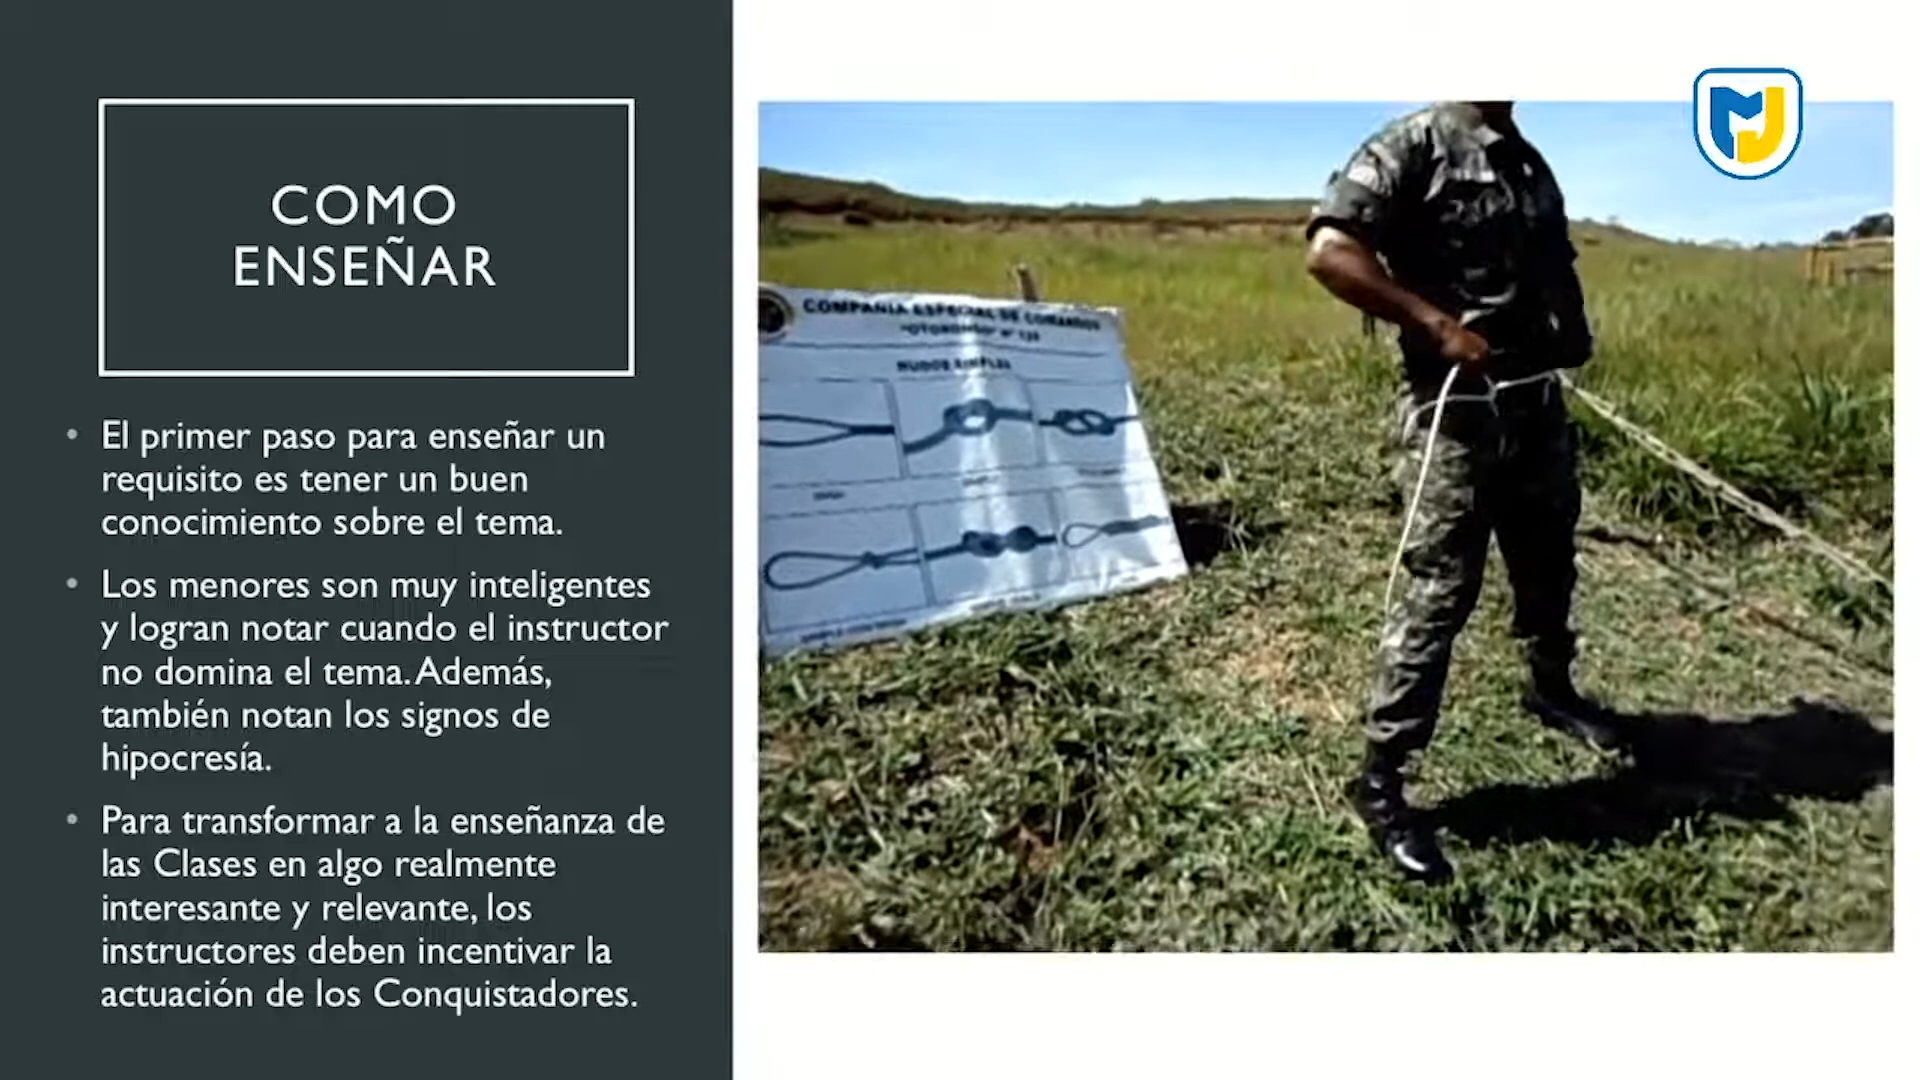 COMO
ENSEÑAR
El primer paso para enseñar un
requisito es tener un buen
conocimiento sobre el tema.
Los menores son muy inteligentes
y logran notar cuando el instructor
no domina el tema. Además,
también notan los signos de
hipocresía.
Para transformar a la enseñanza de
las Clases en algo realmente
interesante y relevante, los
instructores deben incentivar la
actuación de los Conquistadores.
MJ
COMPAÑIA ESPECIAL DE COMANDOS
NUDOS SIMPLES